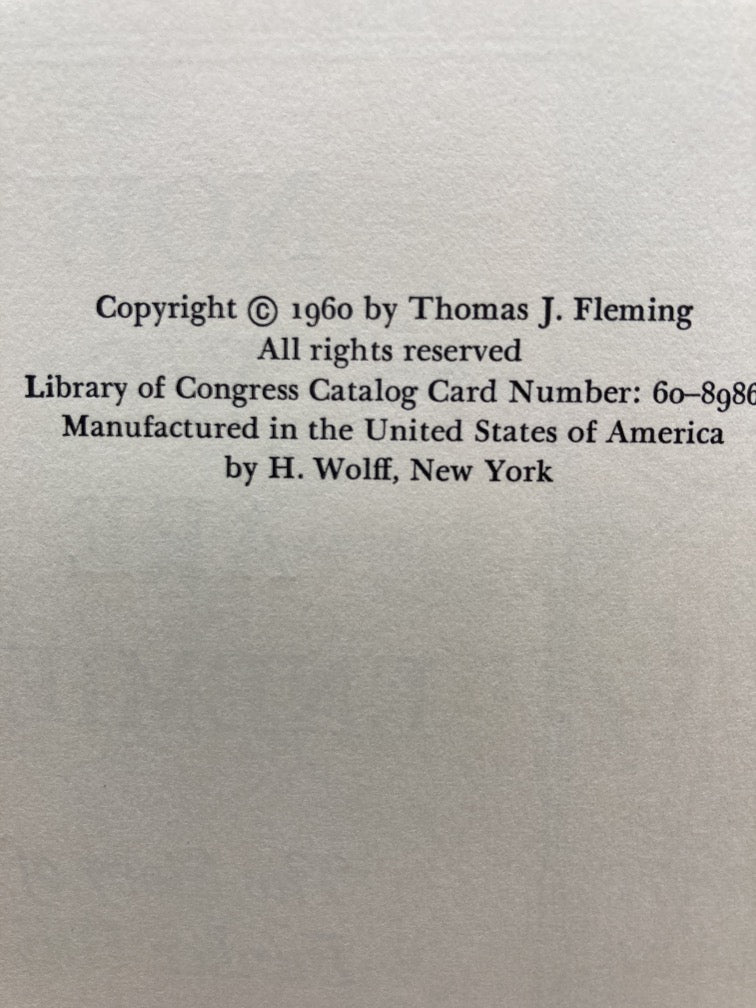 Copyright © 1960 by Thomas J. Fleming
All rights reserved
Library of Congress Catalog Card Number: 60–8986
Manufactured in the United States of America
by H. Wolff, New York